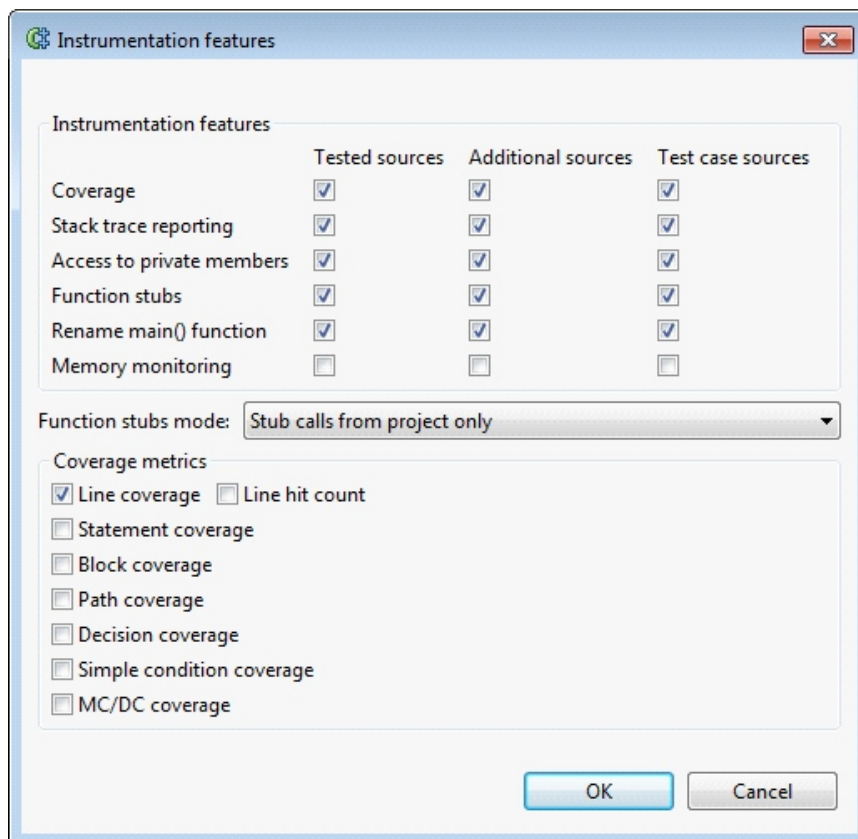 Instrumentation features
Instrumentation features
Tested sources Additional sources Test case sources
Coverage
Stack trace reporting
Access to private members
Function stubs
Rename main() function
Memory monitoring
Function stubs mode: Stub calls from project only
Coverage metrics
Line coverage Line hit count
Statement coverage
Block coverage
Path coverage
Decision coverage
Simple condition coverage
MC/DC coverage
OK Cancel